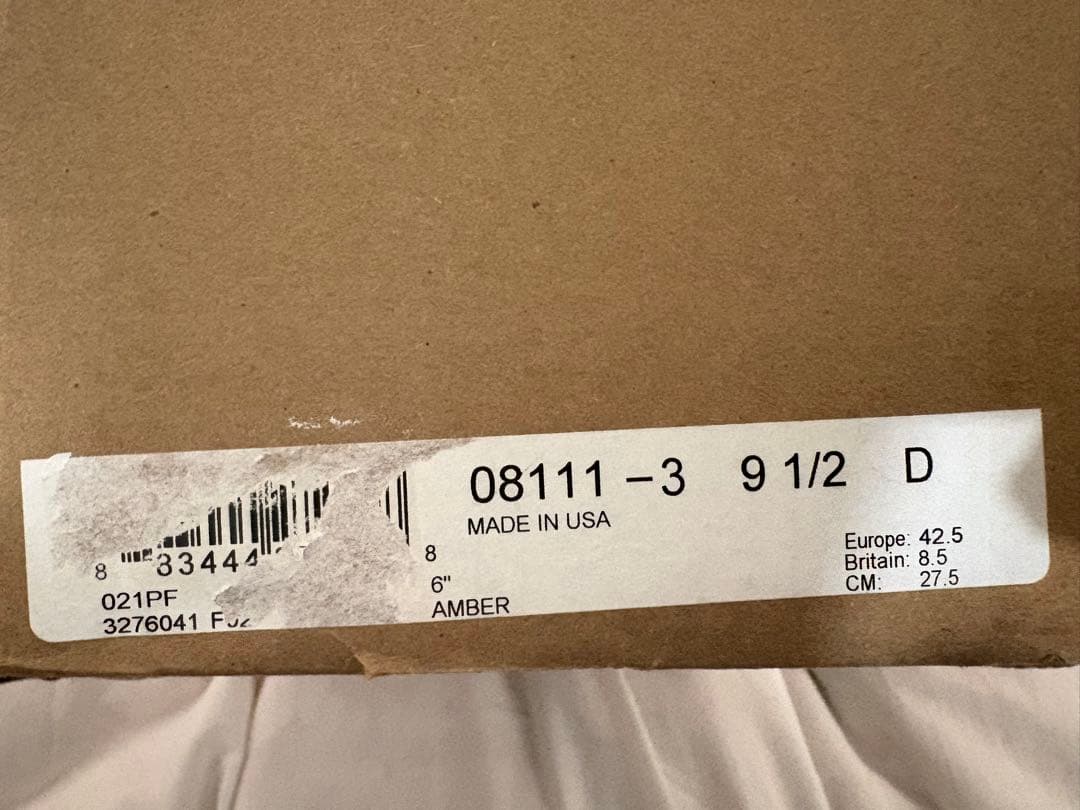 08111 - 3 9 1/2 D
MADE IN USA
8 33444 8
021PF
3276041
6"
AMBER
Europe: 42.5
Britain: 8.5
CM: 27.5